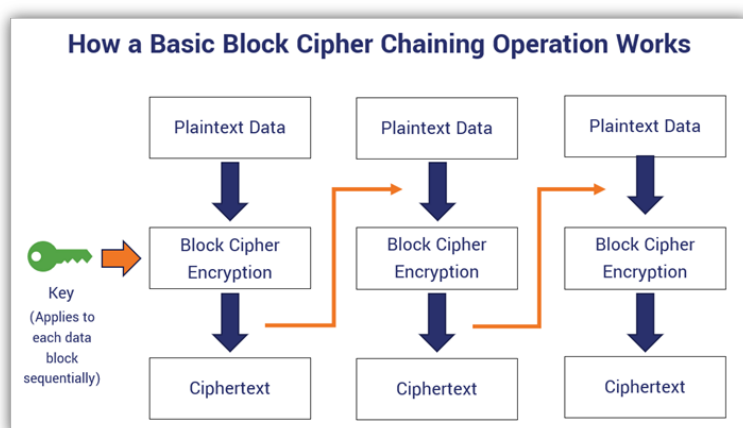 How a Basic Block Cipher Chaining Operation Works
Plaintext Data
Plaintext Data
Plaintext Data
Block Cipher
Encryption
Block Cipher
Encryption
Block Cipher
Encryption
Key
(Applies to
each data
block
sequentially)
Ciphertext
Ciphertext
Ciphertext